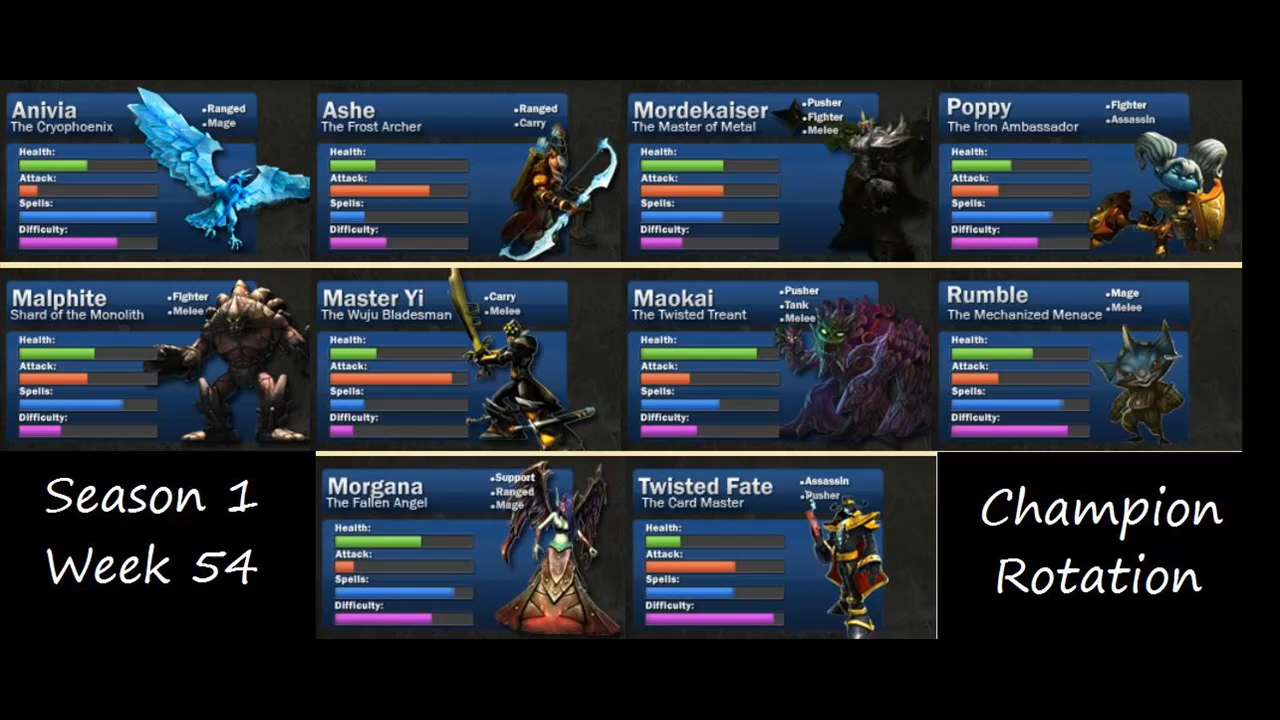 Anivia
The Cryophoenix
•Ranged
•Mage
Health:
Attack:
Spells:
Difficulty:
Ashe
The Frost Archer
•Ranged
•Carry
Health:
Attack:
Spells:
Difficulty:
Mordekaiser
The Master of Metal
•Pusher
•Fighter
•Melee
Health:
Attack:
Spells:
Difficulty:
Poppy
The Iron Ambassador
•Fighter
•Assassin
Health:
Attack:
Spells:
Difficulty:
Malphite
Shard of the Monolith
•Fighter
•Melee
Health:
Attack:
Spells:
Difficulty:
Master Yi
The Wuju Bladesman
•Carry
•Melee
Health:
Attack:
Spells:
Difficulty:
Maokai
The Twisted Treant
•Pusher
•Tank
•Melee
Health:
Attack:
Spells:
Difficulty:
Rumble
The Mechanized Menace
•Mage
•Melee
Health:
Attack:
Spells:
Difficulty:
Season 1
Week 54
Morgana
The Fallen Angel
•Support
•Ranged
•Mage
Health:
Attack:
Spells:
Difficulty:
Twisted Fate
The Card Master
•Assassin
•Pusher
Health:
Attack:
Spells:
Difficulty:
Champion
Rotation